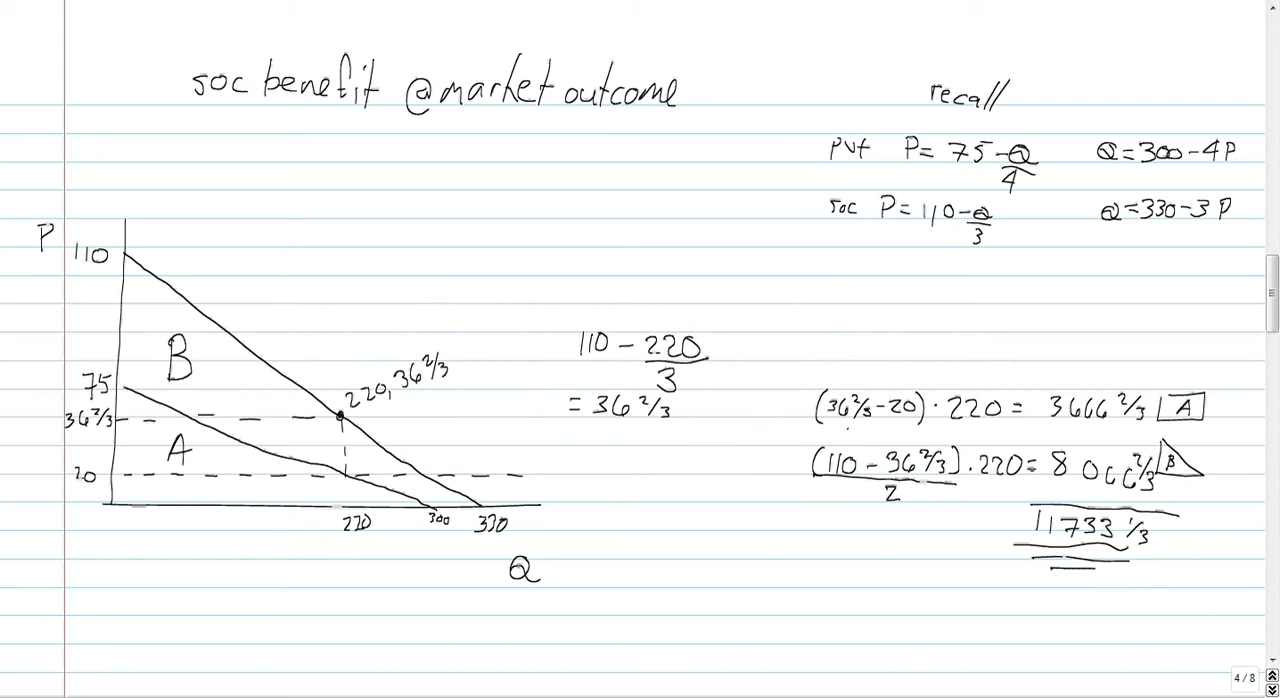 soc benefit @market outcome
recall
pvt P= 75-Q/4 Q=300-4P
soc P=110-Q/3 Q=330-3P
P
110
B
75
220,36 2/3
36 2/3
A
20
220 300 330
Q
110 - 220/3
= 36 2/3
(36 2/3-20)·220= 3666 2/3 A
(110 - 36 2/3)/2 ·220= 8 066 2/3 B
11733 1/3
4 / 8